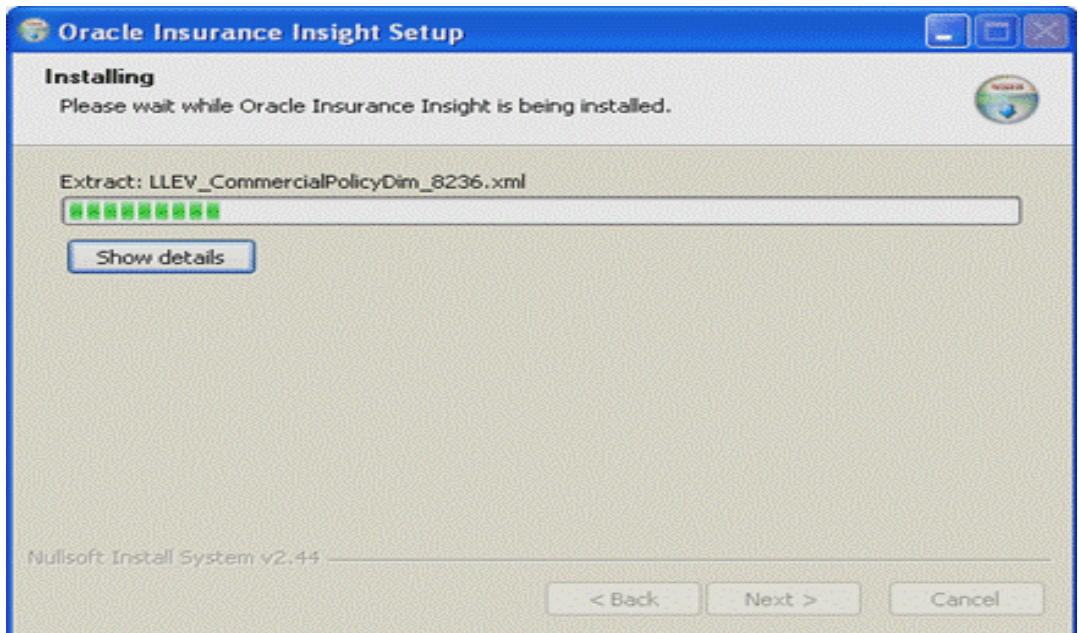 Oracle Insurance Insight Setup
Installing
Please wait while Oracle Insurance Insight is being installed.
Extract: LLEV_CommercialPolicyDim_8236.xml
Show details
Nullsoft Install System v2.44
< Back Next > Cancel